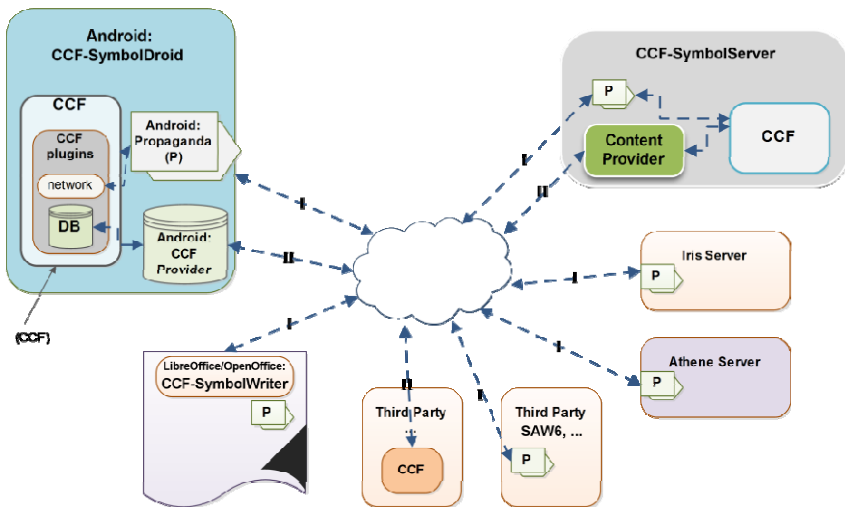 Android:
CCF-SymbolDroid
CCF
CCF
plugins
network
DB
Android:
Propaganda
(P)
Android:
CCF
Provider
(CCF)
I
II
I
CCF-SymbolServer
P
Content
Provider
CCF
I
II
Iris Server
P
I
Athene Server
P
I
LibreOffice/OpenOffice:
CCF-SymbolWriter
P
Third Party
...
CCF
II
Third Party
SAW6, ...
P
I